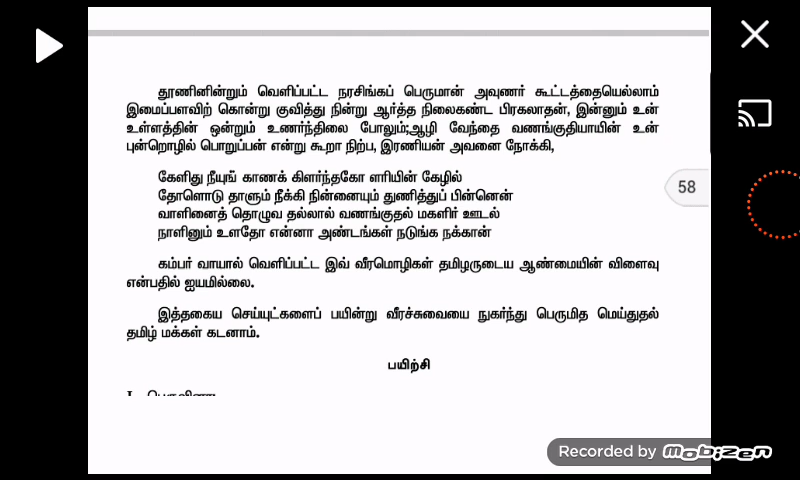 தூணினின்றும் வெளிப்பட்ட நரசிங்கப் பெருமான் அவுணர் கூட்டத்தையெல்லாம்
இமைப்பளவிற் கொன்று குவித்து நின்று ஆர்த்த நிலைகண்ட பிரகலாதன், இன்னும் உன்
உள்ளத்தின் ஒன்றும் உணர்ந்திலை போலும்;ஆழி வேந்தை வணங்குதியாயின் உன்
புன்றொழில் பொறுப்பன் என்று கூறா நிற்ப, இரணியன் அவனை நோக்கி,
கேளிது நீயுங் காணக் கிளர்ந்தகோ ளரியின் கேழில்
58
தோளொடு தாளும் நீக்கி நின்னையும் துணித்துப் பின்னென்
வாளினைத் தொழுவ தல்லால் வணங்குதல் மகளிர் ஊடல்
நாளினும் உளதோ என்னா அண்டங்கள் நடுங்க நக்கான்
கம்பர் வாயால் வெளிப்பட்ட இவ் வீரமொழிகள் தமிழருடைய ஆண்மையின் விளைவு
என்பதில் ஐயமில்லை.
இத்தகைய செய்யுட்களைப் பயின்று வீரச்சுவையை நுகர்ந்து பெருமித மெய்துதல்
தமிழ் மக்கள் கடனாம்.
பயிற்சி
Recorded by mobizen